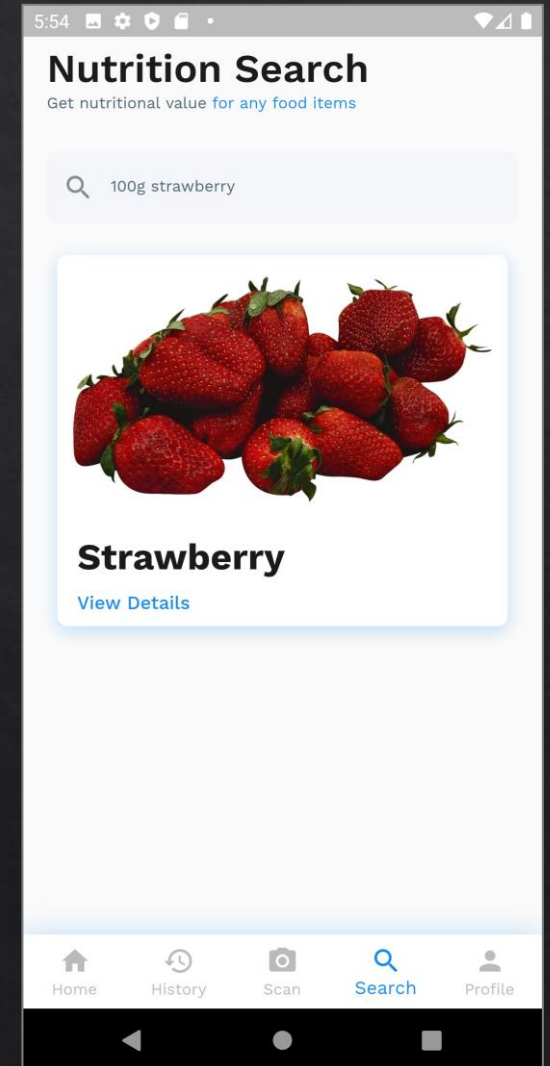 5:54
Nutrition Search
Get nutritional value for any food items
100g strawberry
Strawberry
View Details
Home History Scan Search Profile